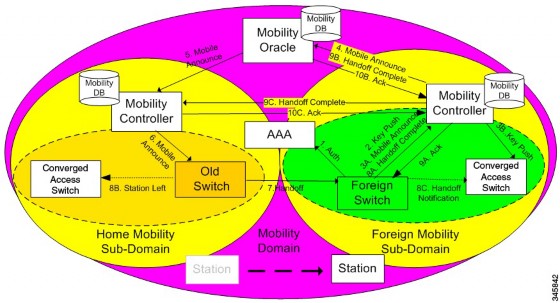 Mobility
DB
Mobility
Oracle
5. Mobile
Announce
4. Mobile Announce
9B. Handoff Complete
10B. Ack
Mobility
DB
Mobility
Controller
Mobility
DB
Mobility
Controller
9C. Handoff Complete
10C. Ack
AAA
6. Mobile
Announce
1. Auth
2. Key Push
3A. Mobile Announce
8A. Handoff Complete
9A. Ack
3B. Key Push
Converged
Access
Switch
8B. Station Left
Old
Switch
7.Handoff
Foreign
Switch
8C. Handoff
Notification
Converged
Access
Switch
Home Mobility
Sub-Domain
Mobility
Domain
Foreign Mobility
Sub-Domain
Station
Station
345942